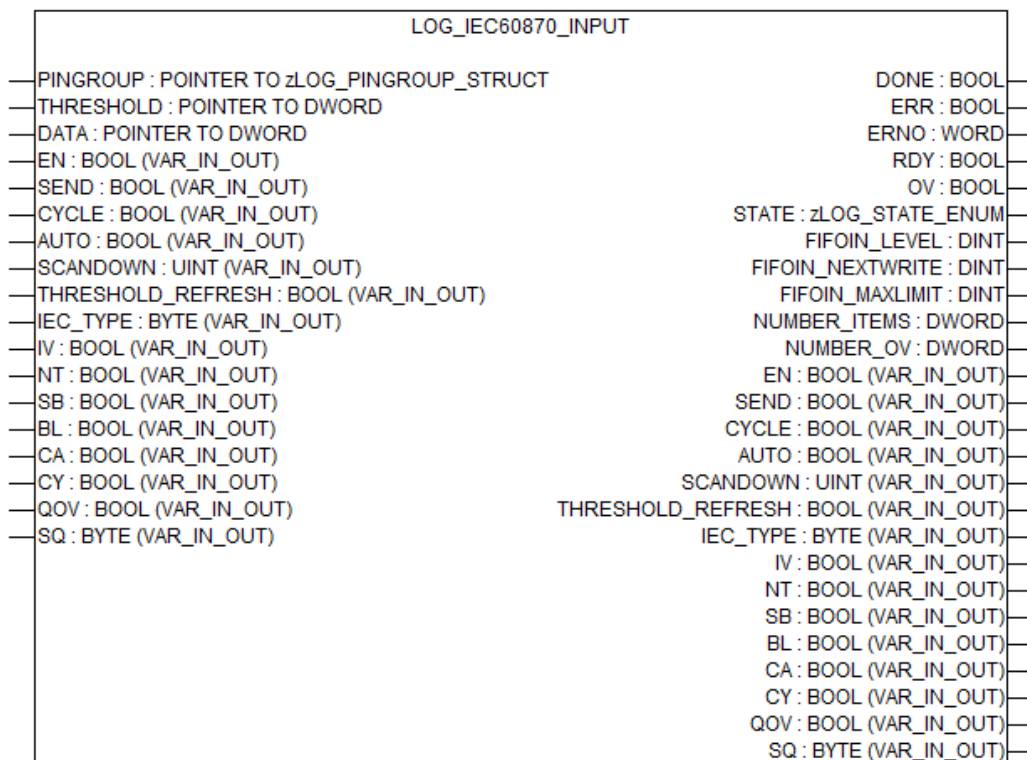 LOG_IEC60870_INPUT
PINGROUP : POINTER TO zLOG_PINGROUP_STRUCT DONE : BOOL
THRESHOLD : POINTER TO DWORD ERR : BOOL
DATA : POINTER TO DWORD ERNO : WORD
EN : BOOL (VAR_IN_OUT) RDY : BOOL
SEND : BOOL (VAR_IN_OUT) OV : BOOL
CYCLE : BOOL (VAR_IN_OUT) STATE : zLOG_STATE_ENUM
AUTO : BOOL (VAR_IN_OUT) FIFOIN_LEVEL : DINT
SCANDOWN : UINT (VAR_IN_OUT) FIFOIN_NEXTWRITE : DINT
THRESHOLD_REFRESH : BOOL (VAR_IN_OUT) FIFOIN_MAXLIMIT : DINT
IEC_TYPE : BYTE (VAR_IN_OUT) NUMBER_ITEMS : DWORD
IV : BOOL (VAR_IN_OUT) NUMBER_OV : DWORD
NT : BOOL (VAR_IN_OUT) EN : BOOL (VAR_IN_OUT)
SB : BOOL (VAR_IN_OUT) SEND : BOOL (VAR_IN_OUT)
BL : BOOL (VAR_IN_OUT) CYCLE : BOOL (VAR_IN_OUT)
CA : BOOL (VAR_IN_OUT) AUTO : BOOL (VAR_IN_OUT)
CY : BOOL (VAR_IN_OUT) SCANDOWN : UINT (VAR_IN_OUT)
QOV : BOOL (VAR_IN_OUT) THRESHOLD_REFRESH : BOOL (VAR_IN_OUT)
SQ : BYTE (VAR_IN_OUT) IEC_TYPE : BYTE (VAR_IN_OUT)
IV : BOOL (VAR_IN_OUT)
NT : BOOL (VAR_IN_OUT)
SB : BOOL (VAR_IN_OUT)
BL : BOOL (VAR_IN_OUT)
CA : BOOL (VAR_IN_OUT)
CY : BOOL (VAR_IN_OUT)
QOV : BOOL (VAR_IN_OUT)
SQ : BYTE (VAR_IN_OUT)